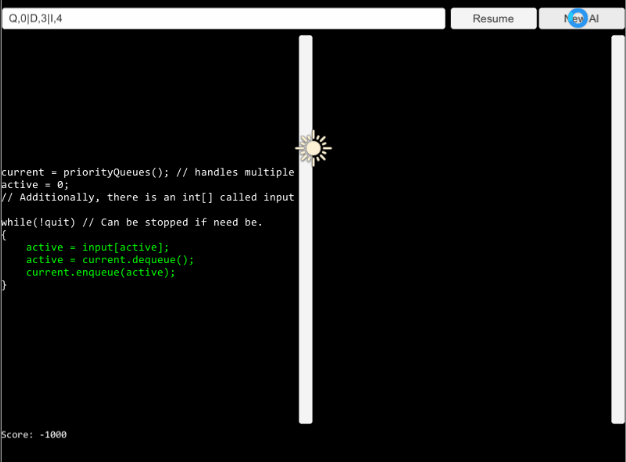 Q,0|D,3|I,4
Resume
New AI
current = priorityQueues(); // handles multiple
active = 0;
// Additionally, there is an int[] called input
while(!quit) // Can be stopped if need be.
{
active = input[active];
active = current.dequeue();
current.enqueue(active);
}
Score: -1000